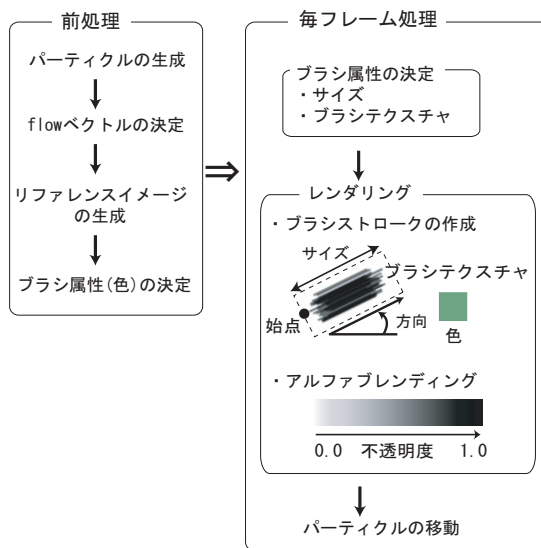 前処理
パーティクルの生成
flowベクトルの決定
リファレンスイメージ
の生成
ブラシ属性(色)の決定
⇒
毎フレーム処理
ブラシ属性の決定
・サイズ
・ブラシテクスチャ
レンダリング
・ブラシストロークの作成
サイズ
ブラシテクスチャ
始点
方向
色
・アルファブレンディング
0.0 不透明度 1.0
パーティクルの移動